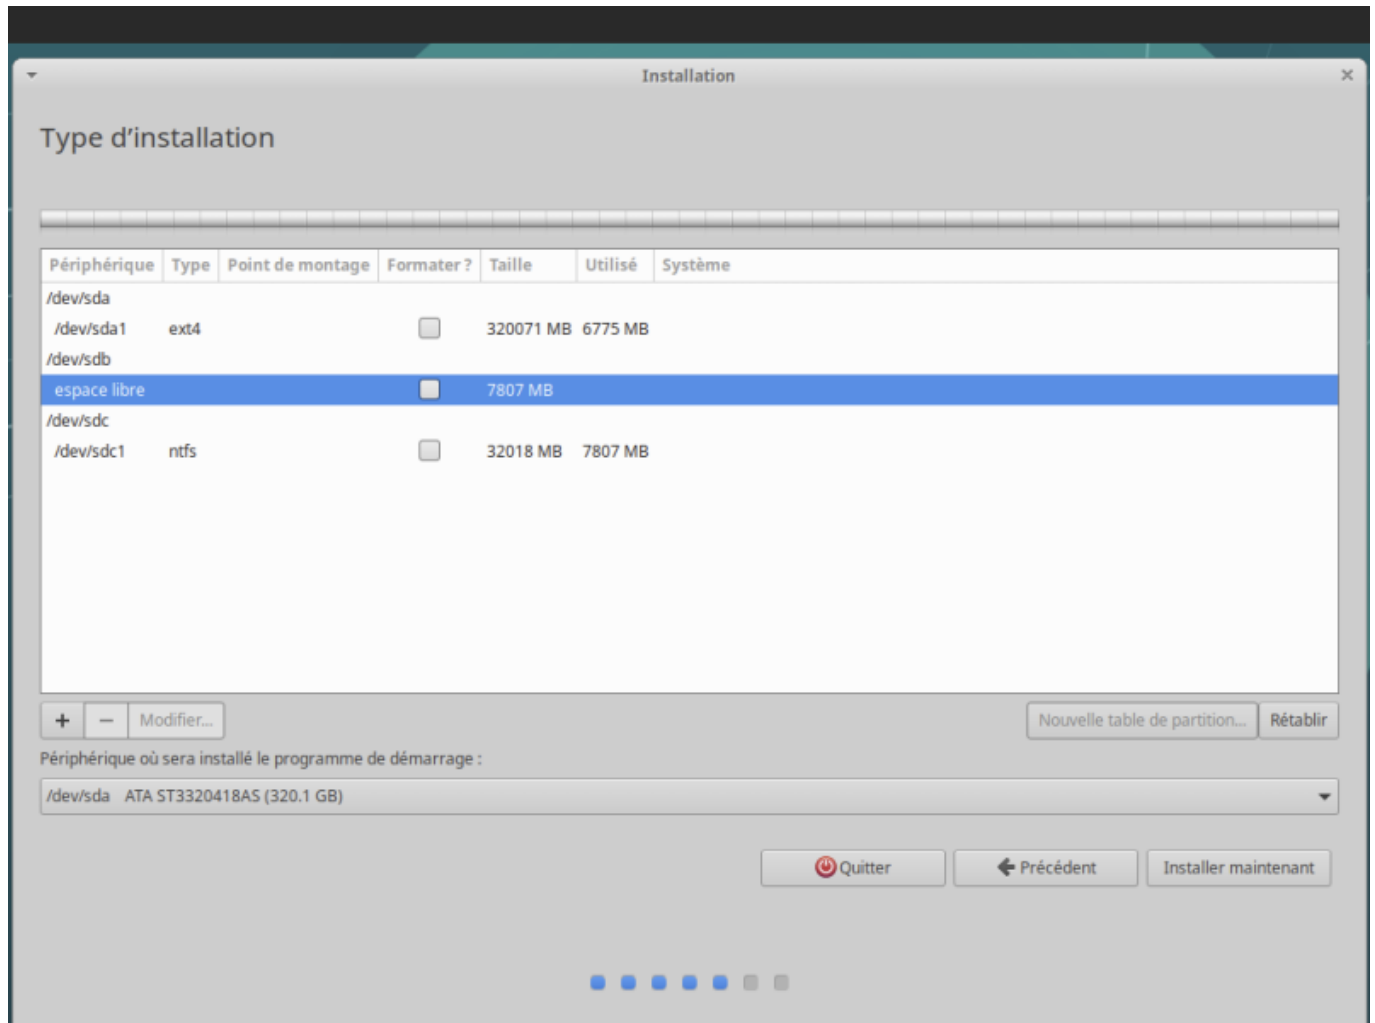 Installation
Type d’installation
Périphérique Type Point de montage Formater ? Taille Utilisé Système
/dev/sda
/dev/sda1 ext4 320071 MB 6775 MB
/dev/sdb
espace libre 7807 MB
/dev/sdc
/dev/sdc1 ntfs 32018 MB 7807 MB
+ − Modifier... Nouvelle table de partition... Rétablir
Périphérique où sera installé le programme de démarrage :
/dev/sda ATA ST3320418AS (320.1 GB)
Quitter Précédent Installer maintenant